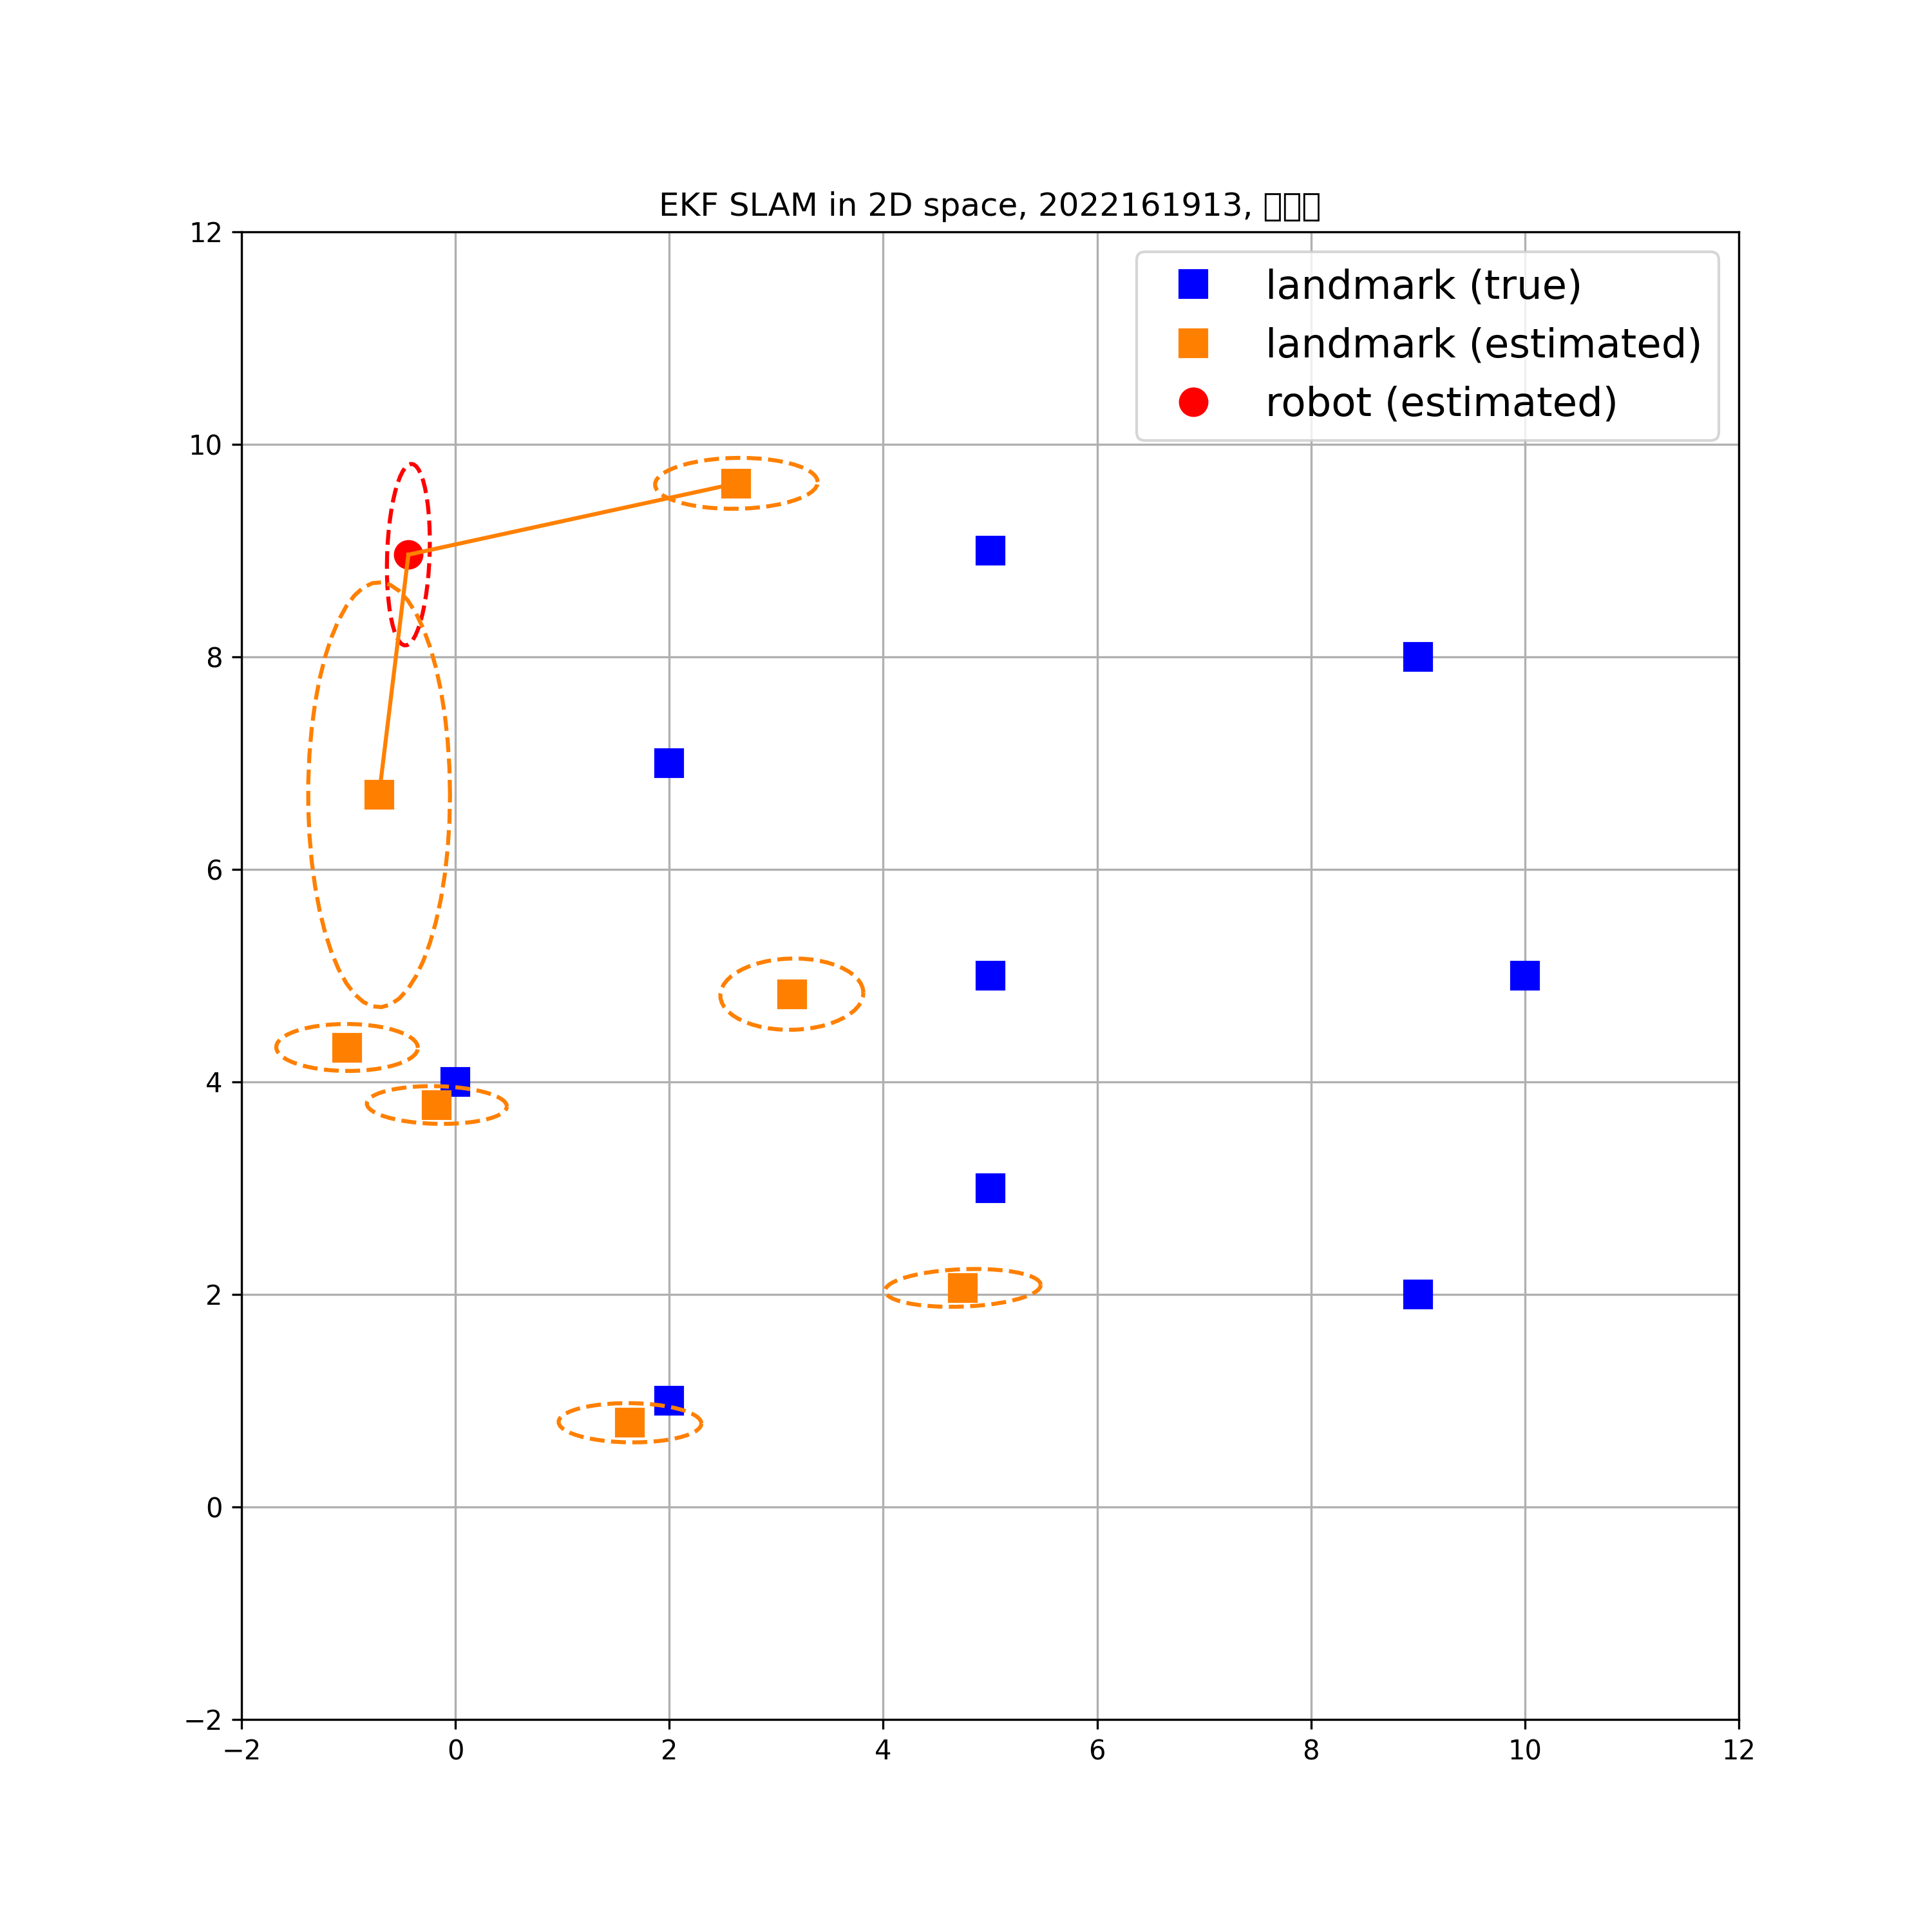 EKF SLAM in 2D space, 2022161913,
landmark (true)
landmark (estimated)
robot (estimated)
12
10
8
6
4
2
0
−2
−2 0 2 4 6 8 10 12